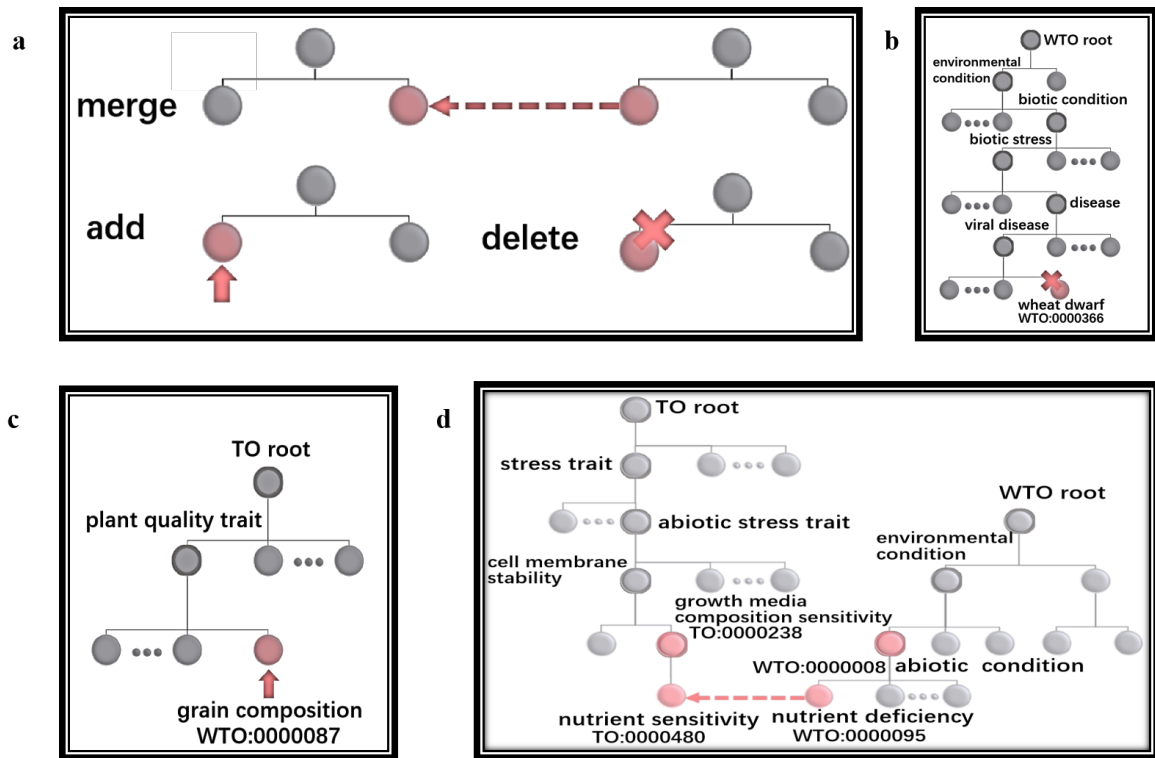 a
merge
add
delete
b
WTO root
environmental
condition
biotic condition
biotic stress
disease
viral disease
wheat dwarf
WTO:0000366
c
TO root
plant quality trait
grain composition
WTO:0000087
d
TO root
stress trait
abiotic stress trait
cell membrane
stability
growth media
composition sensitivity
TO:0000238
nutrient sensitivity
TO:0000480
WTO root
environmental
condition
WTO:0000008 abiotic condition
nutrient deficiency
WTO:0000095